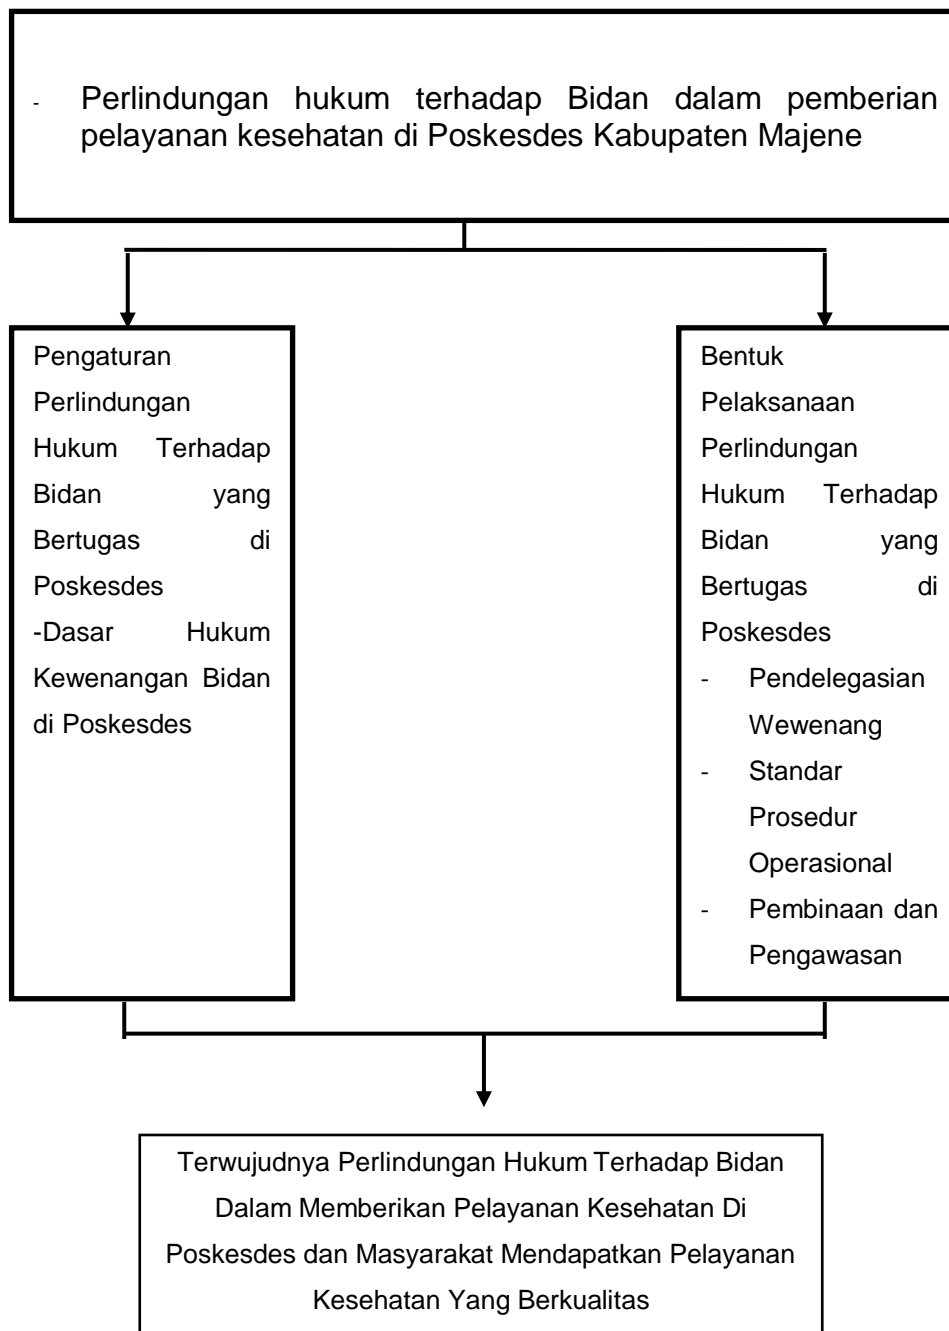 - Perlindungan hukum terhadap Bidan dalam pemberian
pelayanan kesehatan di Poskesdes Kabupaten Majene
Pengaturan
Perlindungan
Hukum Terhadap
Bidan yang
Bertugas di
Poskesdes
-Dasar Hukum
Kewenangan Bidan
di Poskesdes
Bentuk
Pelaksanaan
Perlindungan
Hukum Terhadap
Bidan yang
Bertugas di
Poskesdes
- Pendelegasian
Wewenang
- Standar
Prosedur
Operasional
- Pembinaan dan
Pengawasan
Terwujudnya Perlindungan Hukum Terhadap Bidan
Dalam Memberikan Pelayanan Kesehatan Di
Poskesdes dan Masyarakat Mendapatkan Pelayanan
Kesehatan Yang Berkualitas